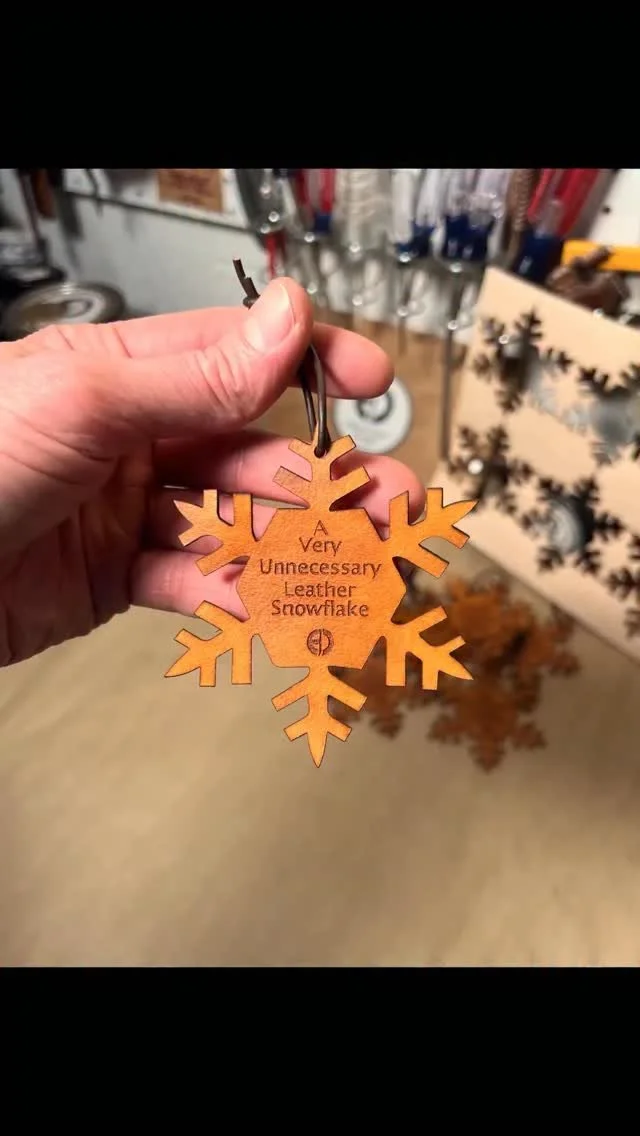 A
Very
Unnecessary
Leather
Snowflake